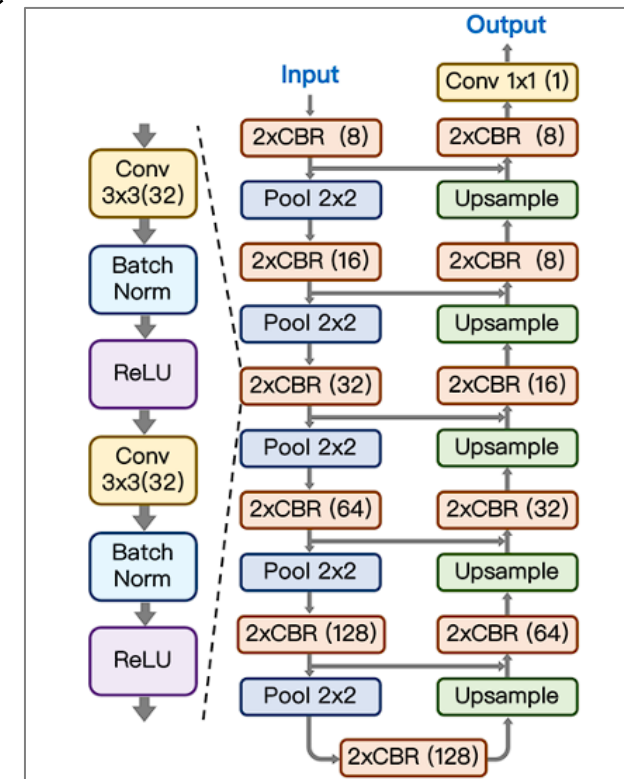 Conv
3x3(32)
Batch
Norm
ReLU
Conv
3x3(32)
Batch
Norm
ReLU
Input
2xCBR (8)
Pool 2x2
2xCBR (16)
Pool 2x2
2xCBR (32)
Pool 2x2
2xCBR (64)
Pool 2x2
2xCBR (128)
Pool 2x2
2xCBR (128)
Output
Conv 1x1 (1)
2xCBR (8)
Upsample
2xCBR (8)
Upsample
2xCBR (16)
Upsample
2xCBR (32)
Upsample
2xCBR (64)
Upsample